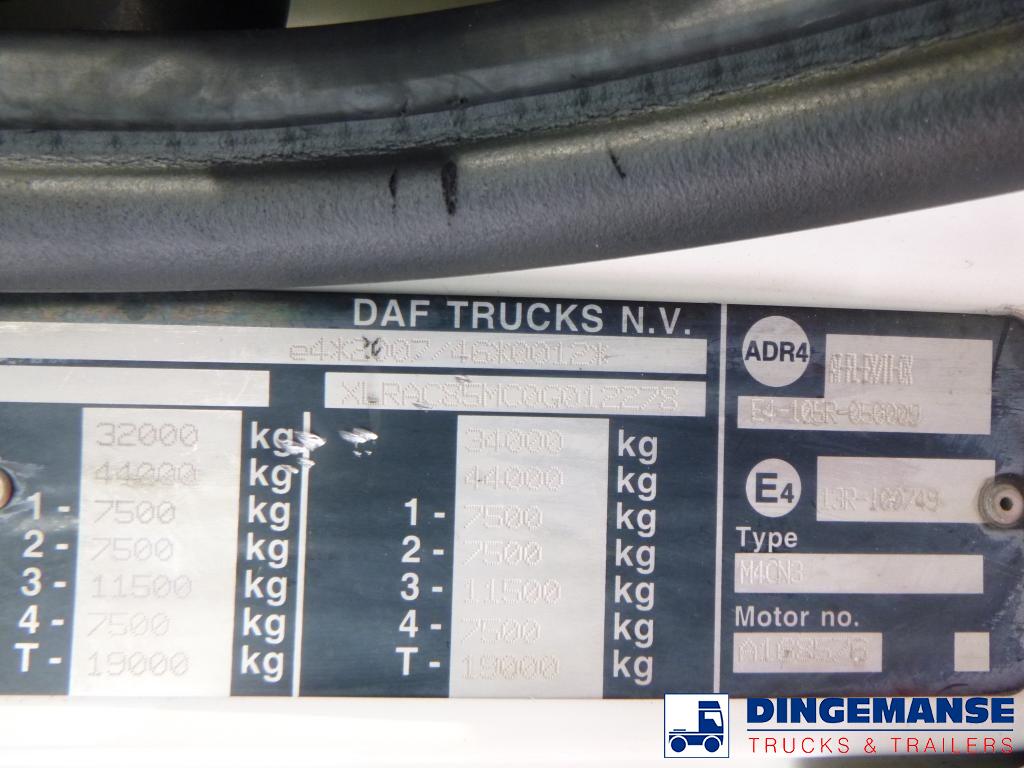 DAF TRUCKS N.V.
e4*2007/46*0012*
XLRAC85MC0G012278
32000 kg
44000 kg
1 - 7500 kg
2 - 7500 kg
3 - 11500 kg
4 - 7500 kg
T - 19000 kg
34000 kg
44000 kg
1 - 7500 kg
2 - 7500 kg
3 - 11500 kg
4 - 7500 kg
T - 19000 kg
ADR4
E4-105R-050009
E4
13R-100749
Type
M4CN3
Motor no.
DINGEMANSE
TRUCKS & TRAILERS